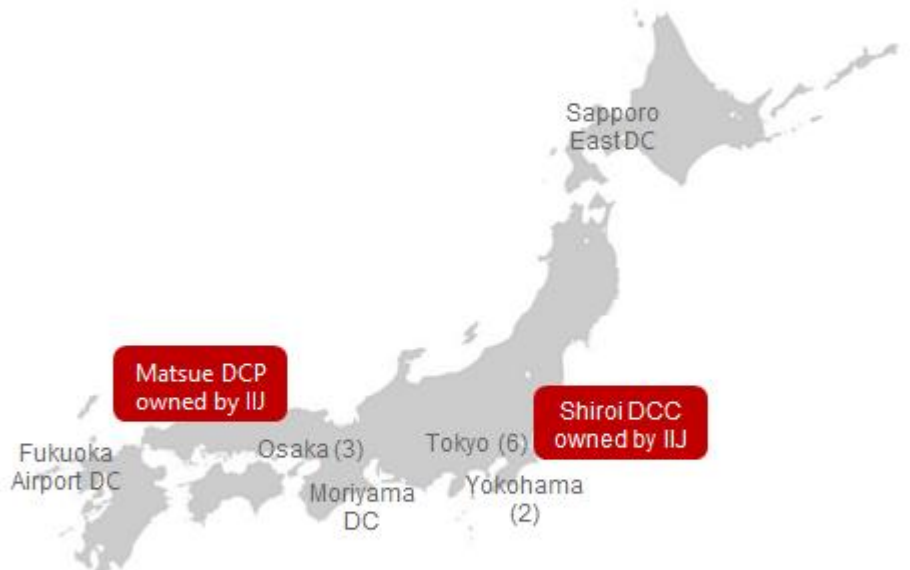 Sapporo
East DC
Matsue DCP
owned by IIJ
Shiroi DCC
owned by IIJ
Fukuoka
Airport DC
Osaka (3)
Tokyo (6)
Moriyama
DC
Yokohama
(2)